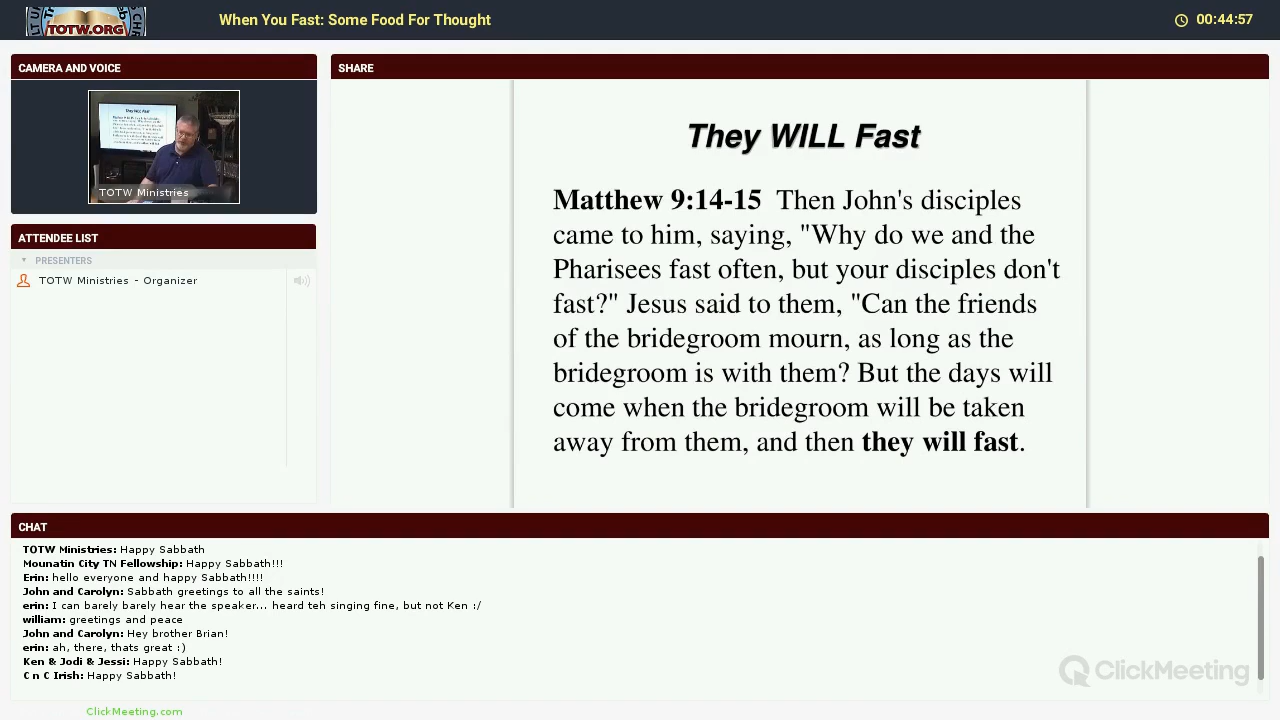 TOTW.ORG
When You Fast: Some Food For Thought
00:44:57
CAMERA AND VOICE
They WILL Fast
TOTW Ministries
ATTENDEE LIST
PRESENTERS
TOTW Ministries - Organizer
SHARE
They WILL Fast
Matthew 9:14-15 Then John's disciples
came to him, saying, "Why do we and the
Pharisees fast often, but your disciples don't
fast?" Jesus said to them, "Can the friends
of the bridegroom mourn, as long as the
bridegroom is with them? But the days will
come when the bridegroom will be taken
away from them, and then they will fast.
CHAT
TOTW Ministries: Happy Sabbath
Mounatin City TN Fellowship: Happy Sabbath!!!
Erin: hello everyone and happy Sabbath!!!!
John and Carolyn: Sabbath greetings to all the saints!
erin: I can barely barely hear the speaker... heard teh singing fine, but not Ken :/
william: greetings and peace
John and Carolyn: Hey brother Brian!
erin: ah, there, thats great :)
Ken & Jodi & Jessi: Happy Sabbath!
C n C Irish: Happy Sabbath!
ClickMeeting
ClickMeeting.com